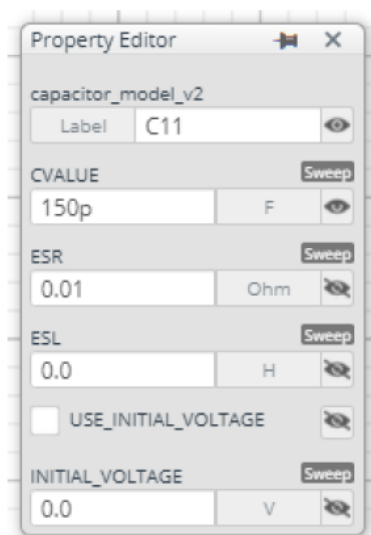 Property Editor
capacitor_model_v2
Label C11
CVALUE Sweep
150p F
ESR Sweep
0.01 Ohm
ESL Sweep
0.0 H
USE_INITIAL_VOLTAGE
INITIAL_VOLTAGE Sweep
0.0 V